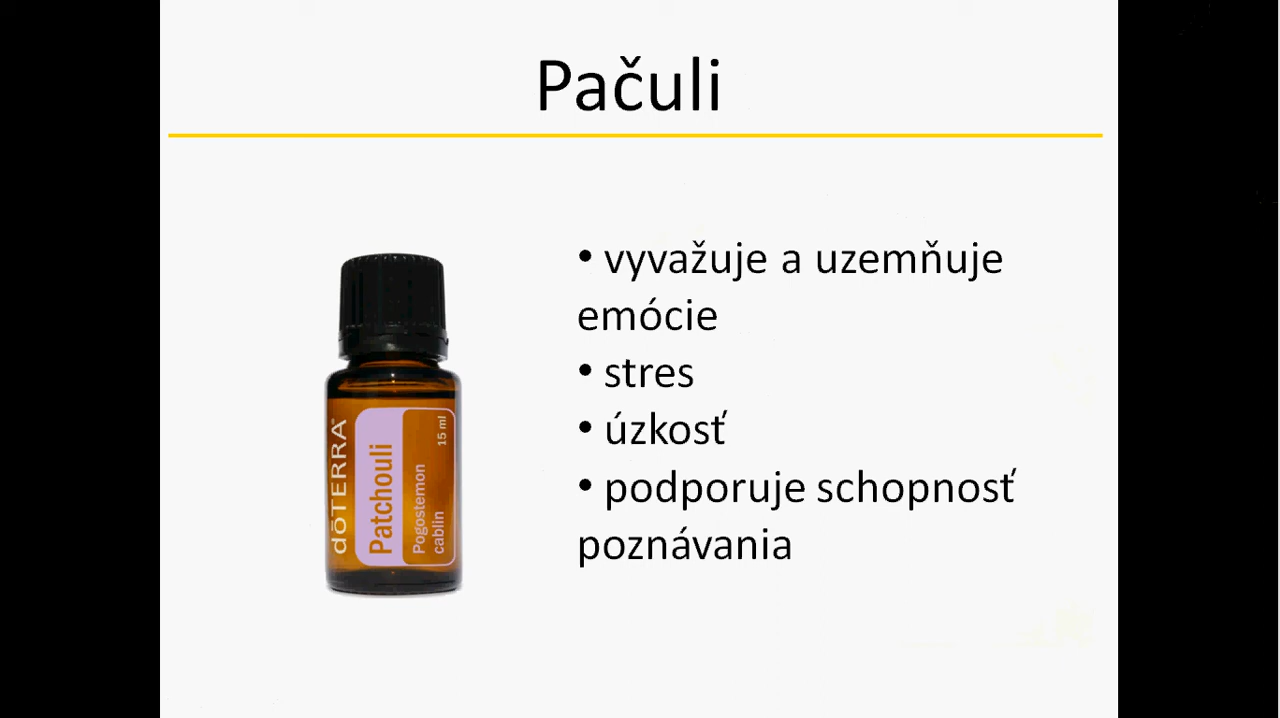 Pačuli
• vyvažuje a uzemňuje
emócie
• stres
• úzkosť
• podporuje schopnosť
poznávania
dōTERRA®
Patchouli
15 ml
Pogostemon
cablin